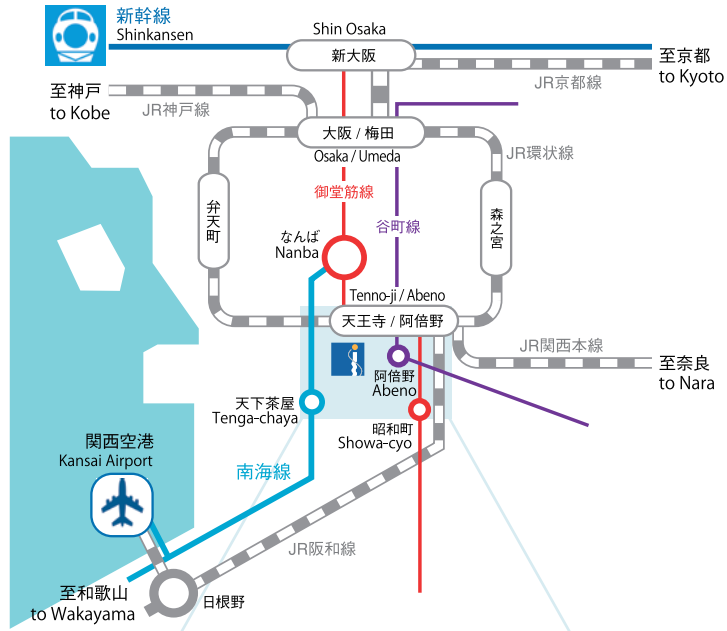 新幹線
Shinkansen
Shin Osaka
新大阪
至京都
to Kyoto
JR京都線
至神戸
to Kobe
JR神戸線
大阪 / 梅田
Osaka / Umeda
JR環状線
御堂筋線
弁天町
森之宮
谷町線
なんば
Nanba
Tenno-ji / Abeno
天王寺 / 阿倍野
JR関西本線
至奈良
to Nara
i
阿倍野
Abeno
天下茶屋
Tenga-chaya
昭和町
Showa-cyo
関西空港
Kansai Airport
南海線
JR阪和線
至和歌山
to Wakayama
日根野